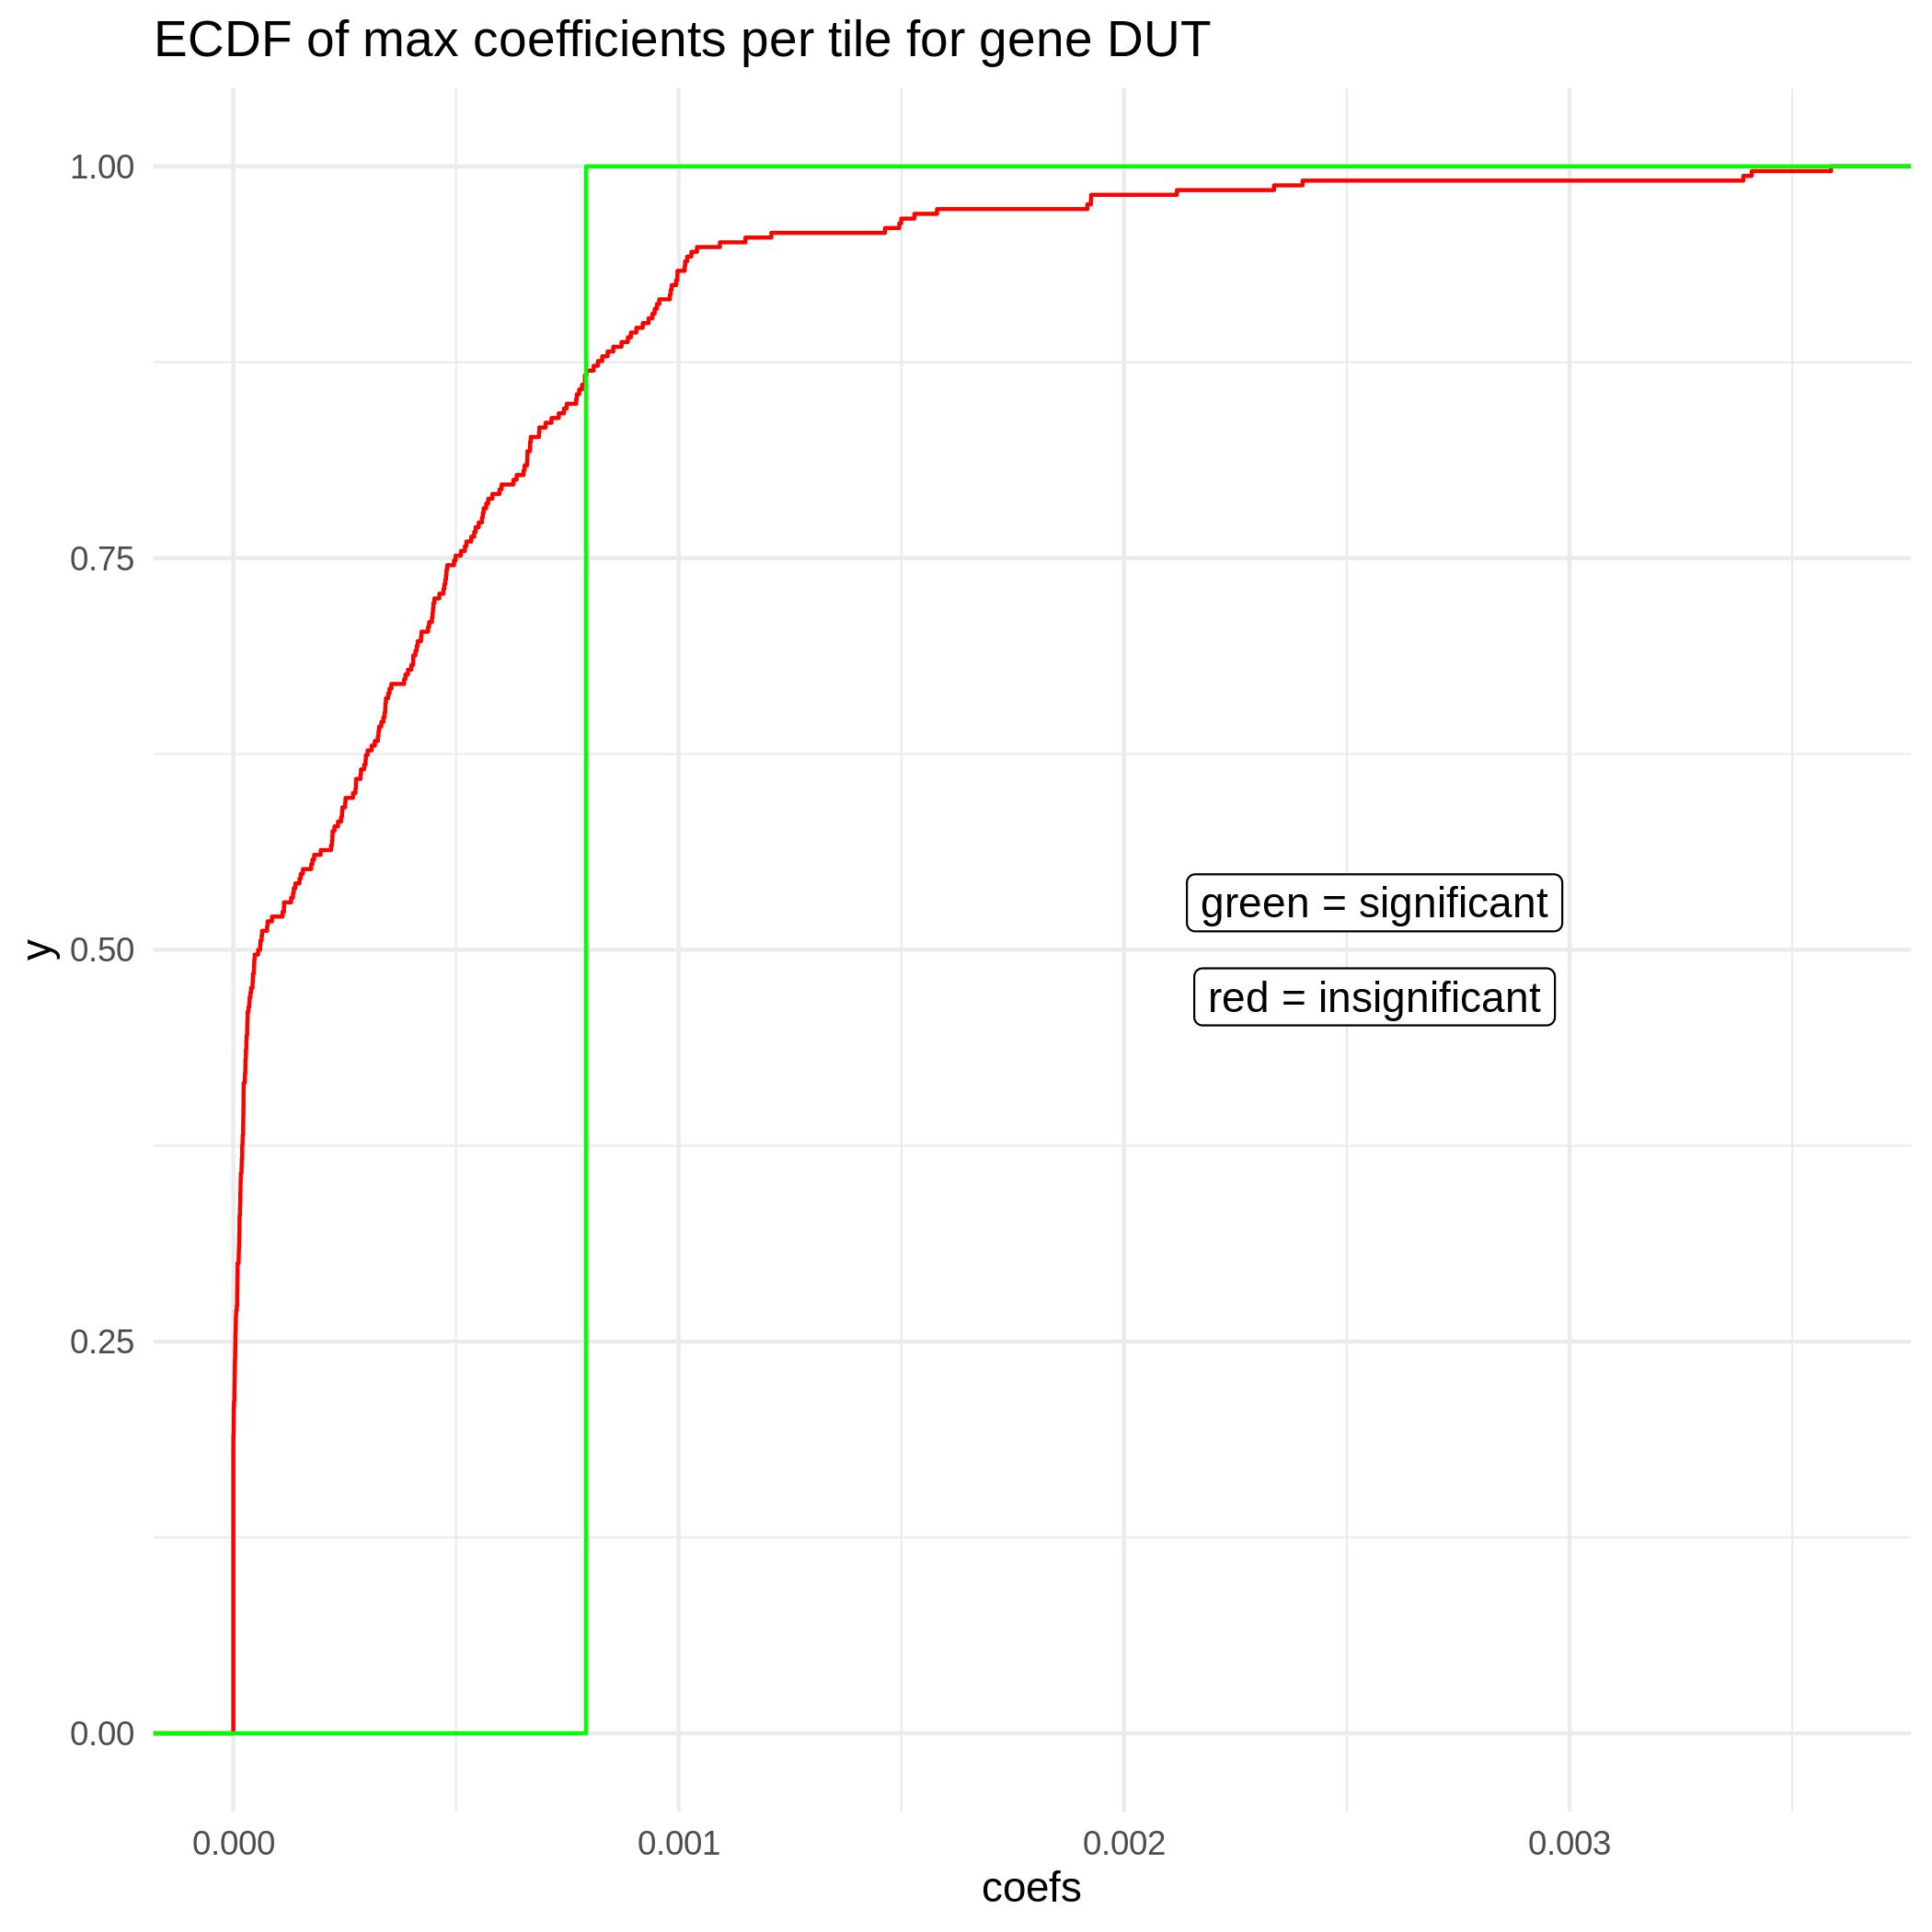 ECDF of max coefficients per tile for gene DUT
1.00
0.75
0.50
0.25
0.00
y
green = significant
red = insignificant
0.000 0.001 0.002 0.003
coefs